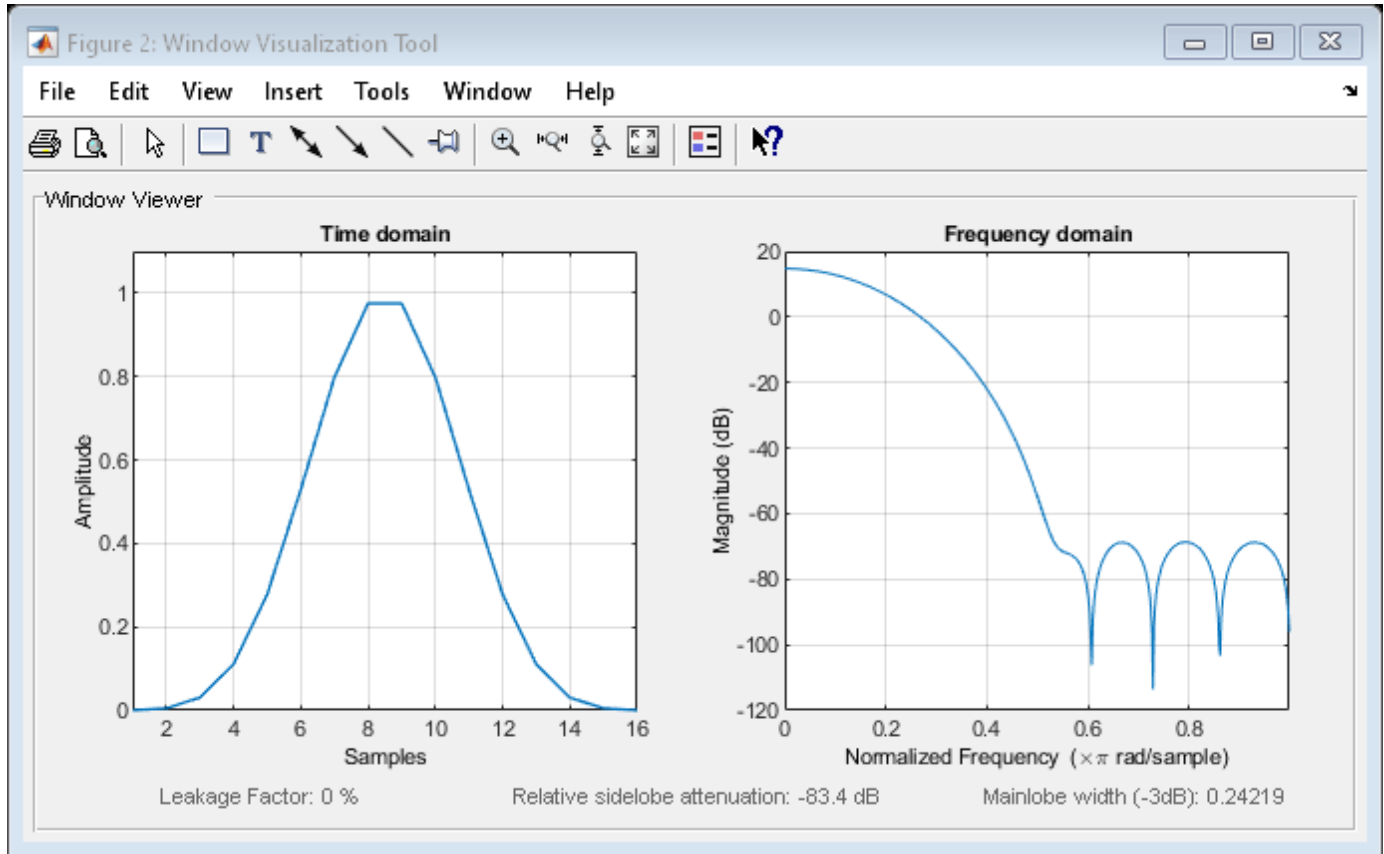 Figure 2: Window Visualization Tool
File Edit View Insert Tools Window Help
T
?
Window Viewer
Time domain
1
0.8
0.6
0.4
0.2
0
Amplitude
2 4 6 8 10 12 14 16
Samples
Frequency domain
20
0
-20
-40
-60
-80
-100
-120
Magnitude (dB)
0 0.2 0.4 0.6 0.8
Normalized Frequency (×π rad/sample)
Leakage Factor: 0 % Relative sidelobe attenuation: -83.4 dB Mainlobe width (-3dB): 0.24219